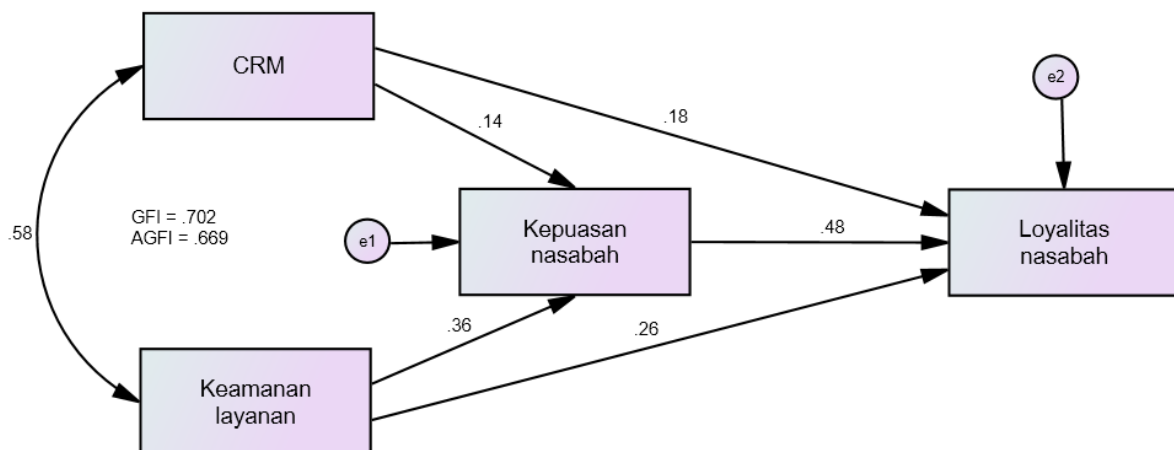 CRM
e2
.18
.14
GFI = .702
AGFI = .669
.58
e1
Kepuasan
nasabah
.48
Loyalitas
nasabah
.36
.26
Keamanan
layanan